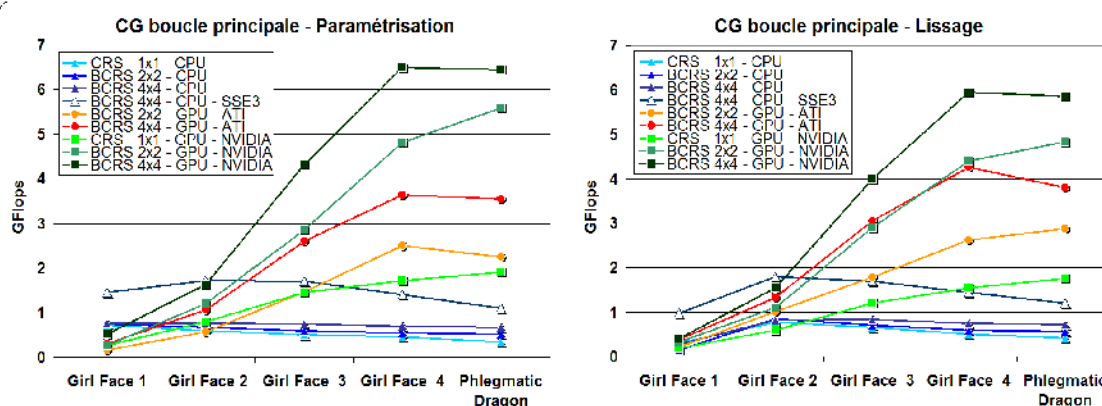 CG boucle principale - Paramétrisation
7
6
5
4
3
2
1
0
GFlops
CRS 1x1 - CPU
BCRS 2x2 - CPU
BCRS 4x4 - CPU
BCRS 4x4 - CPU - SSE3
BCRS 2x2 - GPU - ATI
BCRS 4x4 - GPU - ATI
CRS 1x1 - GPU - NVIDIA
BCRS 2x2 - GPU - NVIDIA
BCRS 4x4 - GPU - NVIDIA
Girl Face 1 Girl Face 2 Girl Face 3 Girl Face 4 Phlegmatic
Dragon
CG boucle principale - Lissage
7
6
5
4
3
2
1
0
GFlops
CRS 1x1 - CPU
BCRS 2x2 - CPU
BCRS 4x4 - CPU
BCRS 4x4 - CPU - SSE3
BCRS 2x2 - GPU - ATI
BCRS 4x4 - GPU - ATI
CRS 1x1 - GPU - NVIDIA
BCRS 2x2 - GPU - NVIDIA
BCRS 4x4 - GPU - NVIDIA
Girl Face 1 Girl Face 2 Girl Face 3 Girl Face 4 Phlegmatic
Dragon